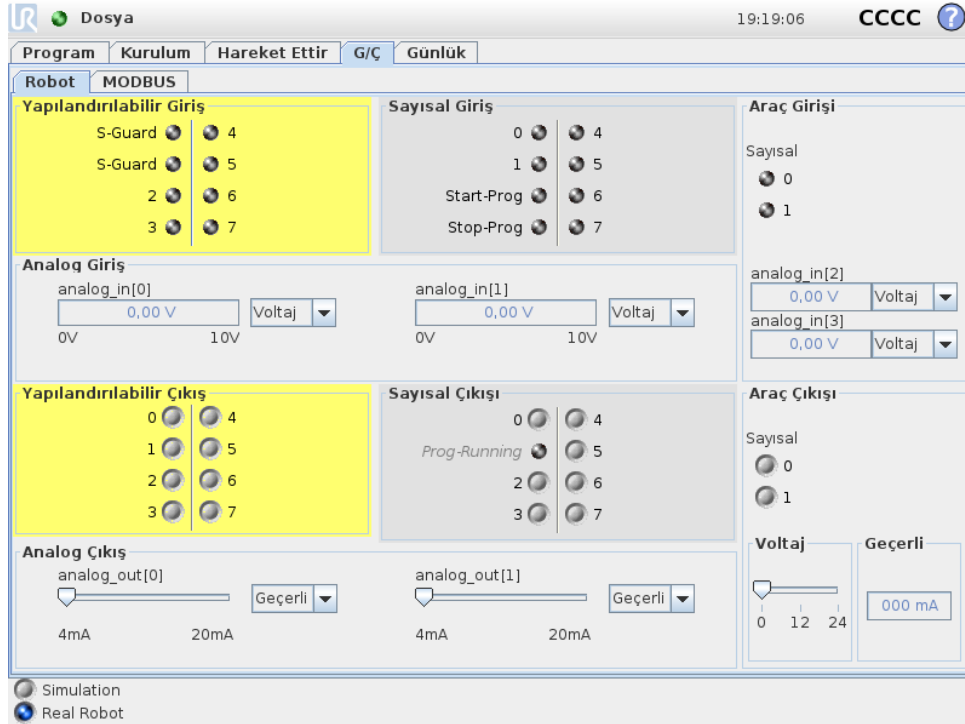 UR Dosya 19:19:06 CCCC ?
Program Kurulum Hareket Ettir G/Ç Günlük
Robot MODBUS
Yapılandırılabilir Giriş
S-Guard 4
S-Guard 5
2 6
3 7
Sayısal Giriş
0 4
1 5
Start-Prog 6
Stop-Prog 7
Araç Girişi
Sayısal
0
1
analog_in[2]
0,00 V Voltaj
analog_in[3]
0,00 V Voltaj
Analog Giriş
analog_in[0]
0,00 V Voltaj
0V 10V
analog_in[1]
0,00 V Voltaj
0V 10V
Yapılandırılabilir Çıkış
0 4
1 5
2 6
3 7
Sayısal Çıkışı
0 4
Prog-Running 5
2 6
3 7
Araç Çıkışı
Sayısal
0
1
Voltaj
0 12 24
Geçerli
000 mA
Analog Çıkış
analog_out[0]
Geçerli
4mA 20mA
analog_out[1]
Geçerli
4mA 20mA
Simulation
Real Robot